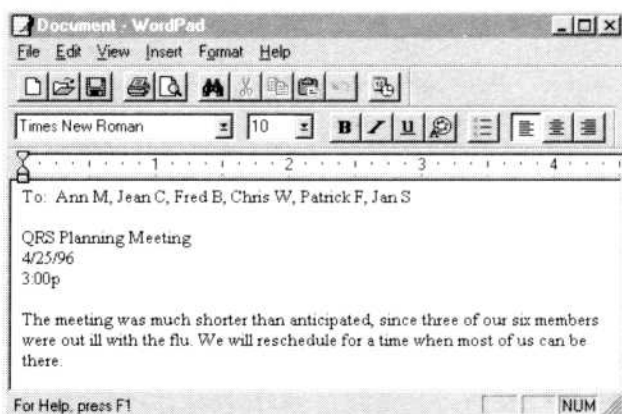 Document - WordPad
File Edit View Insert Format Help
Times New Roman 10 B I U
1 2 3 4
To: Ann M, Jean C, Fred B, Chris W, Patrick F, Jan S
QRS Planning Meeting
4/25/96
3:00p
The meeting was much shorter than anticipated, since three of our six members
were out ill with the flu. We will reschedule for a time when most of us can be
there.
For Help, press F1 NUM